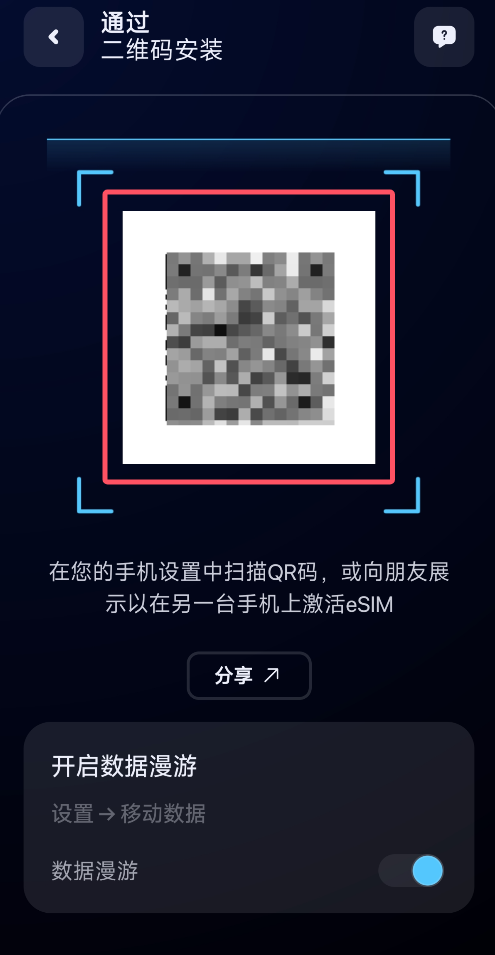 通过
二维码安装
?
在您的手机设置中扫描QR码，或向朋友展
示以在另一台手机上激活eSIM
分享 ↗
开启数据漫游
设置 → 移动数据
数据漫游